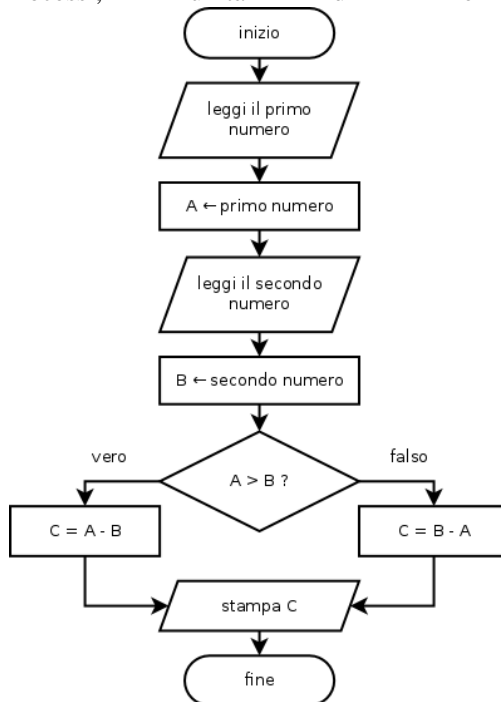 inizio
leggi il primo
numero
A ← primo numero
leggi il secondo
numero
B ← secondo numero
vero
A > B ?
falso
C = A - B
C = B - A
stampa C
fine